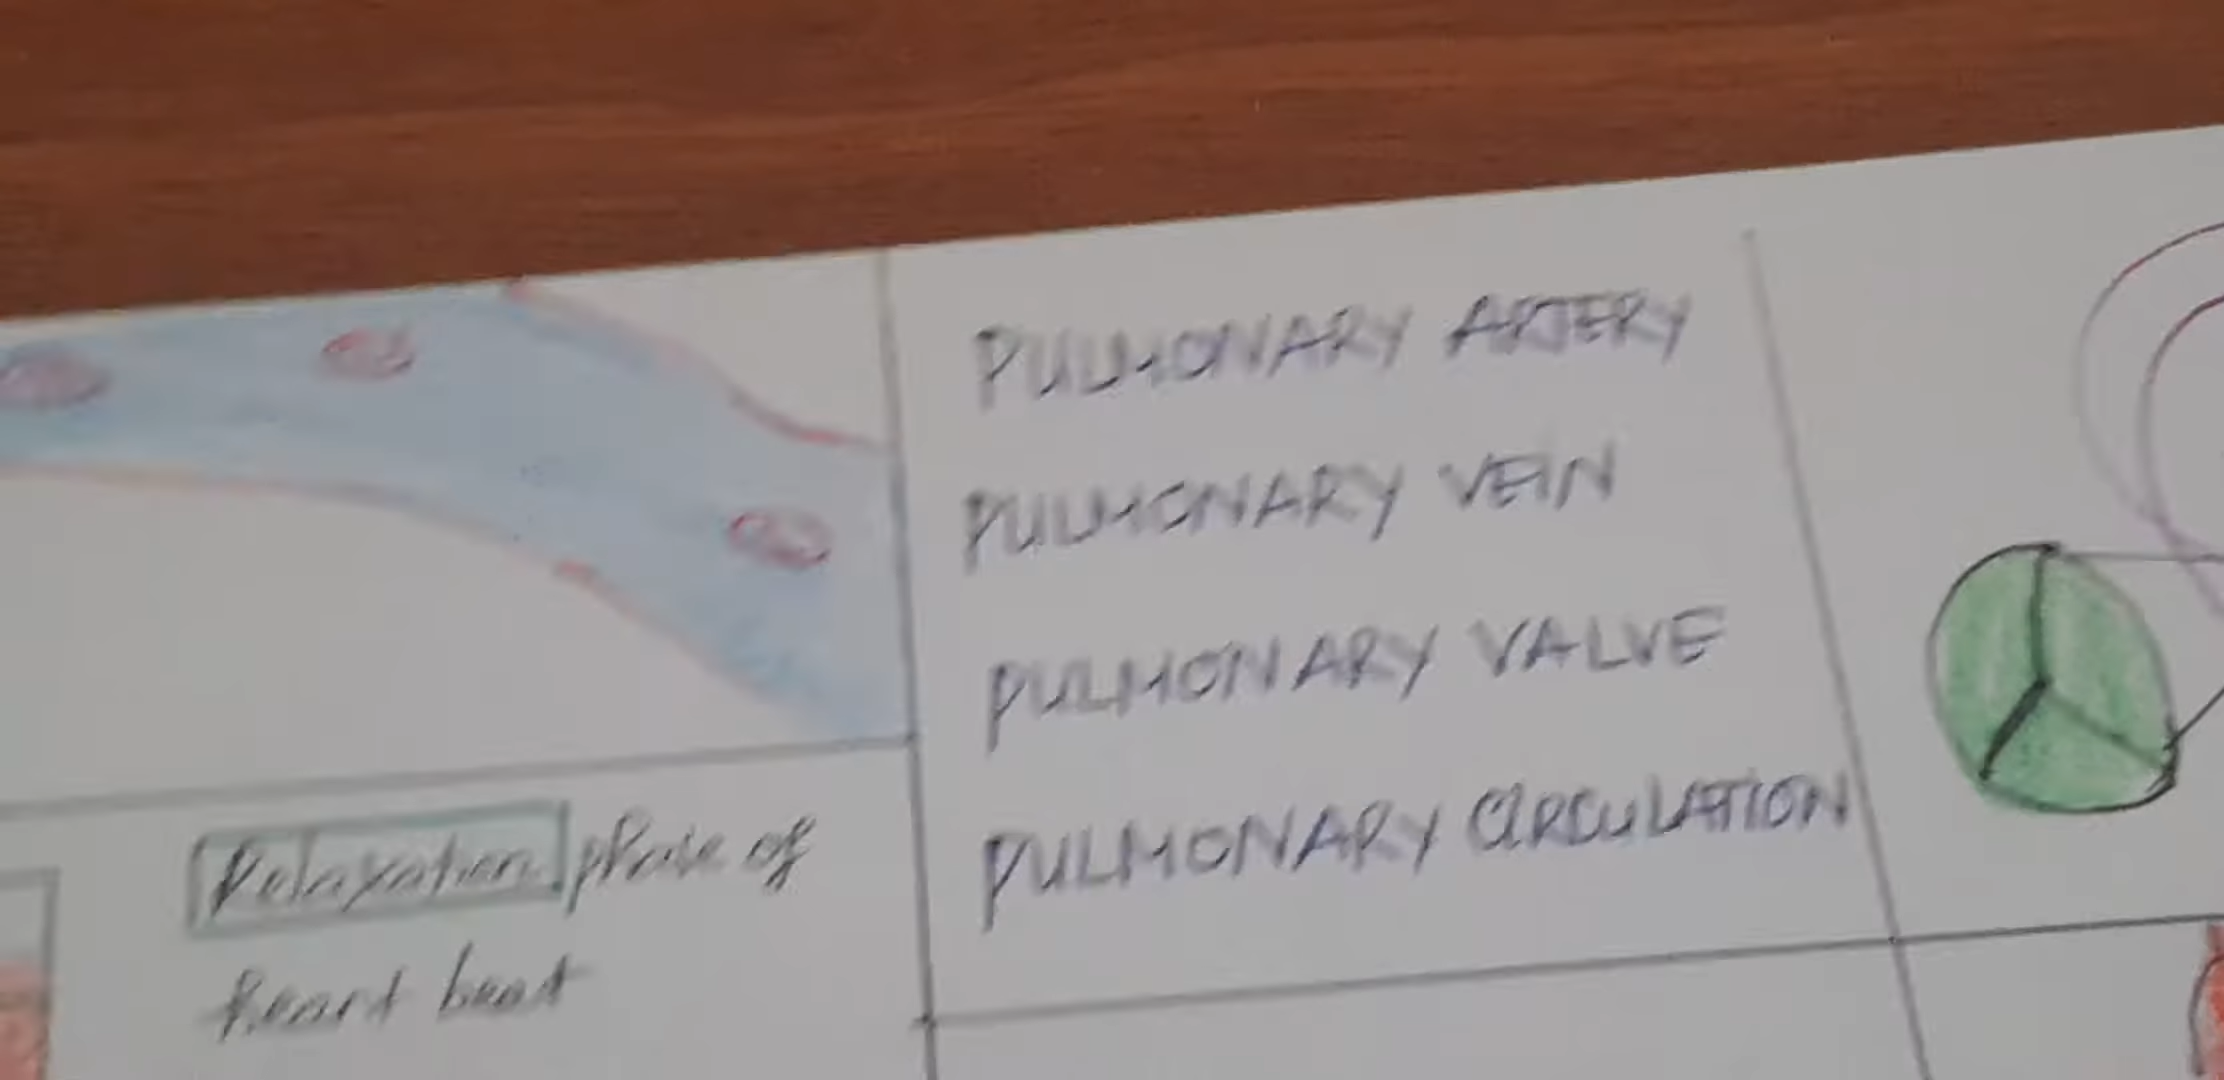 PULMONARY ARTERY
PULMONARY VEIN
PULMONARY VALVE
PULMONARY CIRCULATION
Relaxation phase of
heart beat